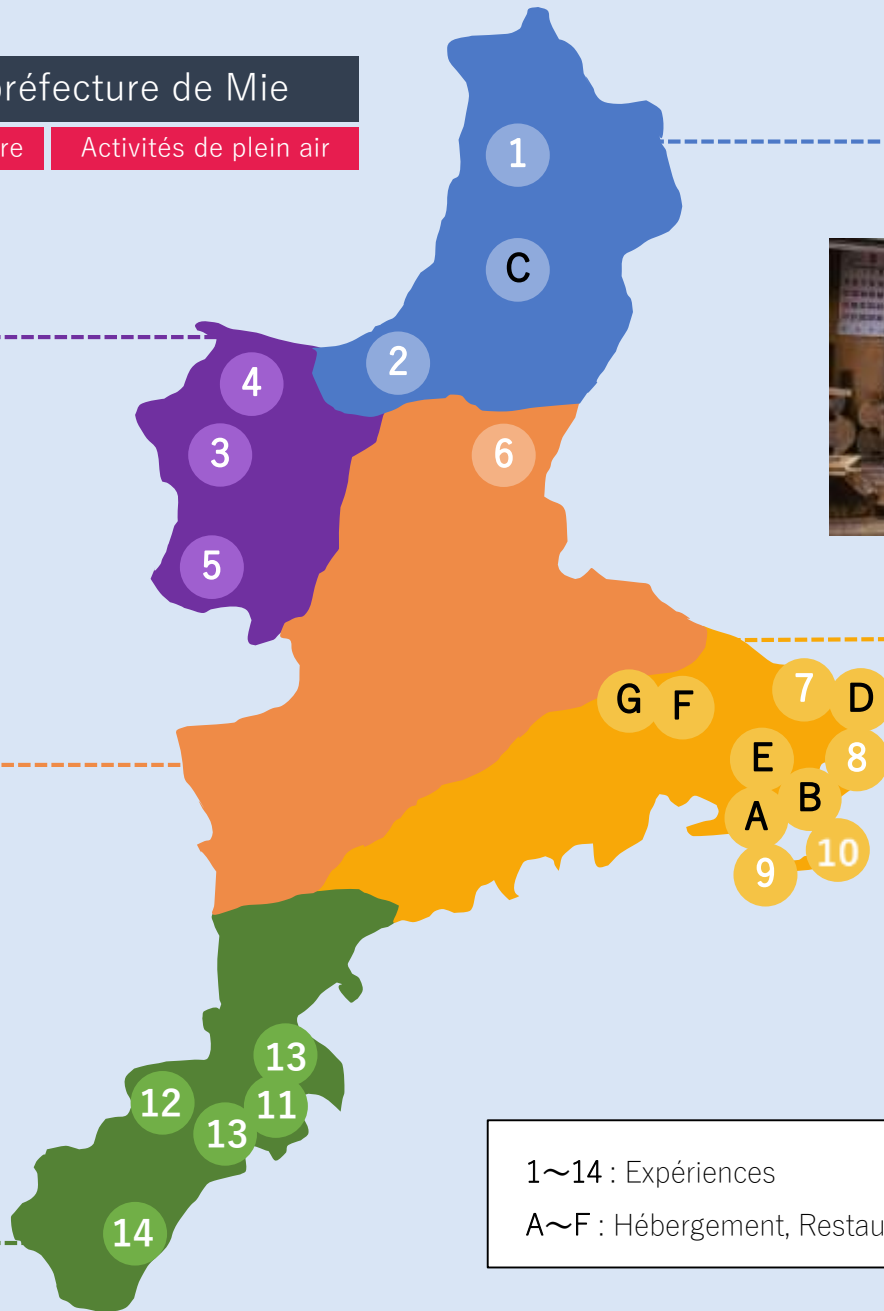 préfecture de Mie
re
Activités de plein air
1
C
2
4
3
6
5
G
F
7
D
E
8
B
A
10
9
13
12
11
13
14
1～14 : Expériences
A～F : Hébergement, Restau